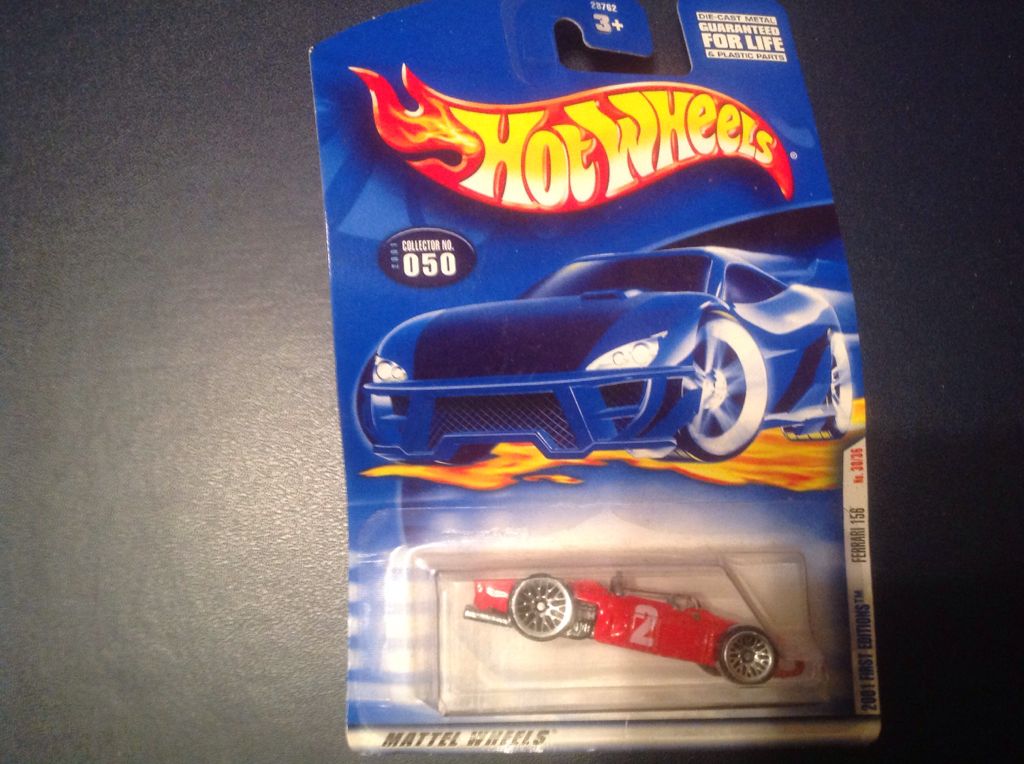 28762
3+
DIE-CAST METAL
GUARANTEED
FOR LIFE
& PLASTIC PARTS
HOT WHEELS®
2001
COLLECTOR NO.
050
2001 FIRST EDITIONS™ FERRARI 156 No. 30/36
2
MATTEL WHEELS™